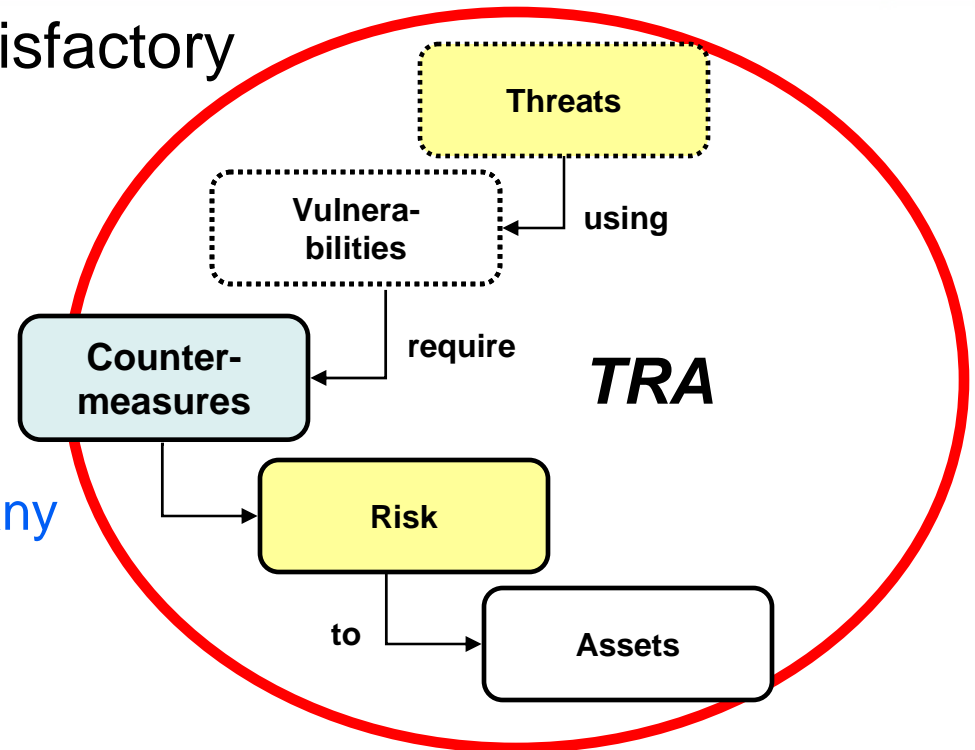 isfactory
Threats
using
Vulnera-
bilities
require
Counter-
measures
TRA
ny
Risk
to
Assets